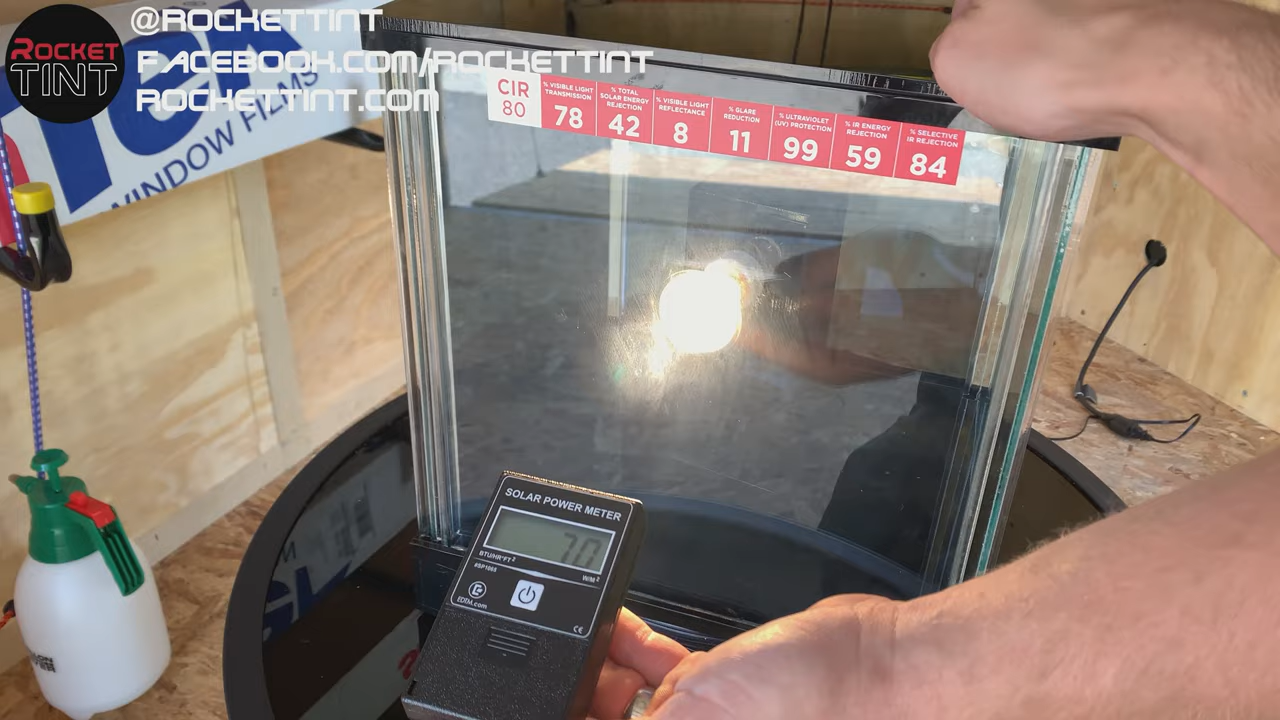 ROCKET
TINT
@ROCKETTINT
FACEBOOK.COM/ROCKETTINT
ROCKETTINT.COM
WINDOW FILMS
CIR
80
% VISIBLE LIGHT
TRANSMISSION
78
% TOTAL
SOLAR ENERGY
REJECTION
42
% VISIBLE LIGHT
REFLECTANCE
8
% GLARE
REDUCTION
11
% ULTRAVIOLET
(UV) PROTECTION
99
% IR ENERGY
REJECTION
59
% SELECTIVE
IR REJECTION
84
SOLAR POWER METER
70
BTU/HR*FT²
W/M²
#SP1065
EDTM.com
CE